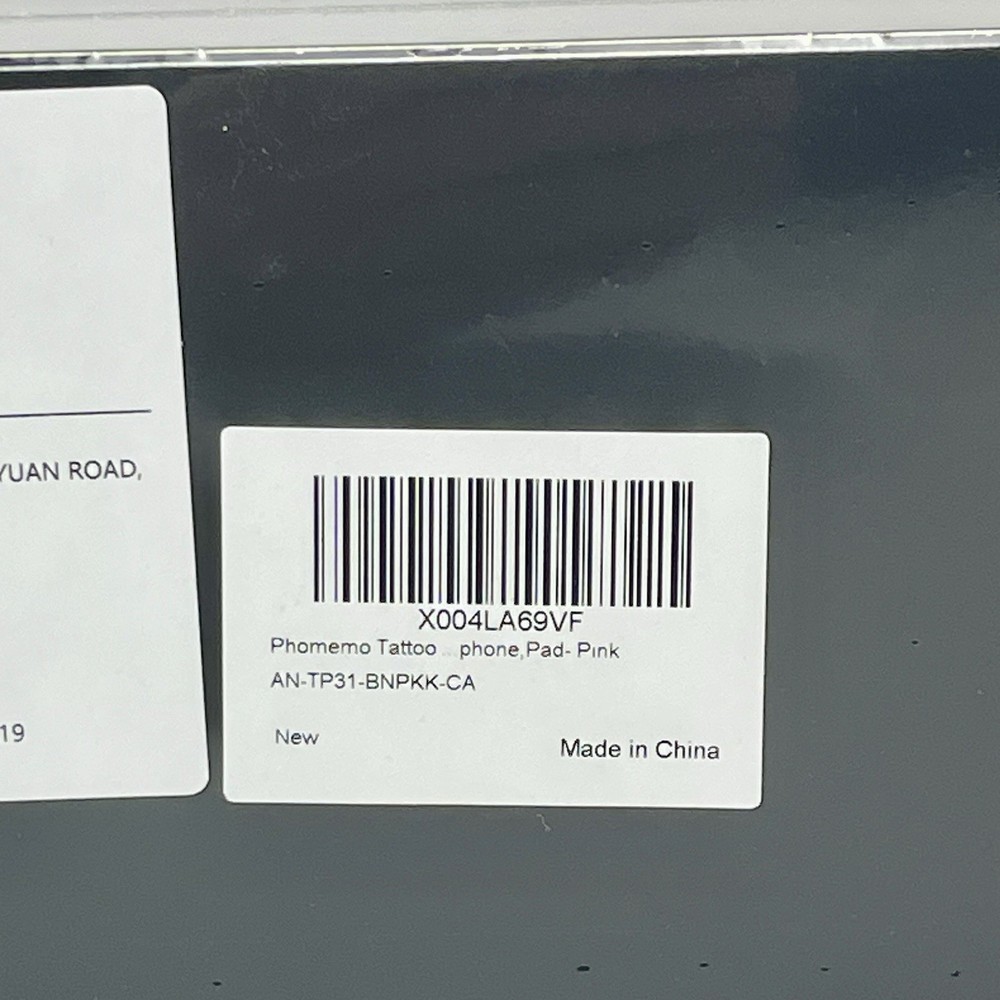 YUAN ROAD,
19
X004LA69VF
Phomemo Tattoo ... phone,Pad- Pink
AN-TP31-BNPKK-CA
New
Made in China